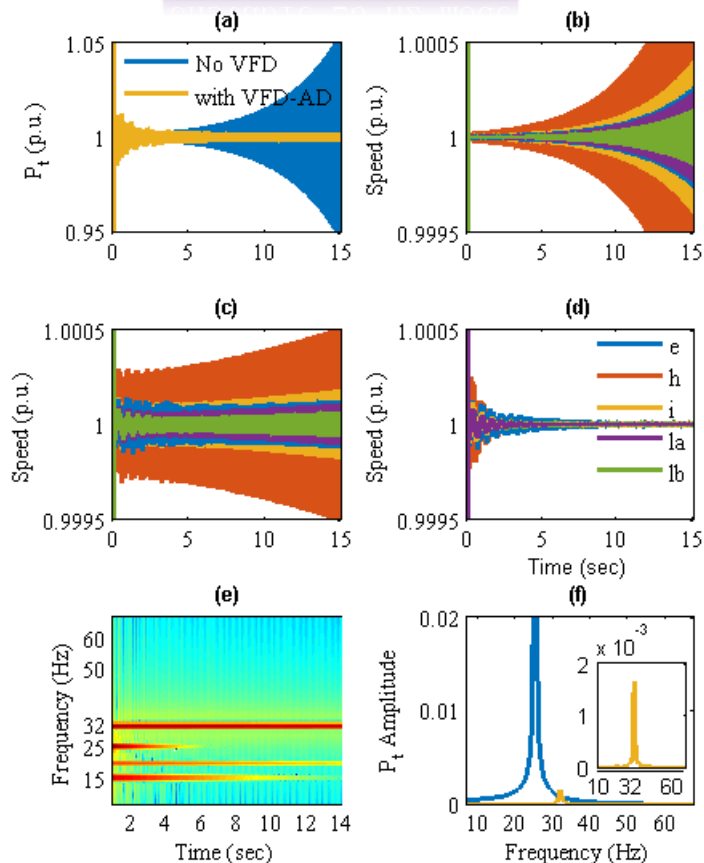 (a)
1.05
P_t (p.u.)
1
0.95
No VFD
with VFD-AD
0 5 10 15
(b)
1.0005
Speed (p.u.)
1
0.9995
0 5 10 15
(c)
1.0005
Speed (p.u.)
1
0.9995
0 5 10 15
(d)
1.0005
Speed (p.u.)
1
0.9995
e
h
i
la
lb
0 5 10 15
Time (sec)
(e)
Frequency (Hz)
60
50
32
25
15
2 4 6 8 10 12 14
Time (sec)
(f)
0.02
P_t Amplitude
0.01
0
x 10^-3
2
1
0
10 32 60
10 20 30 40 50 60
Frequency (Hz)